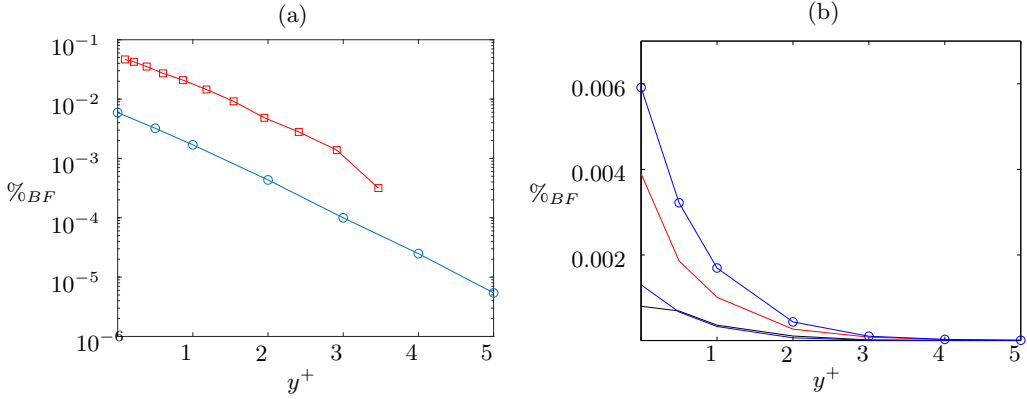 (a)
10^{-1}
10^{-2}
10^{-3}
10^{-4}
10^{-5}
10^{-6}
%_{BF}
1 2 3 4 5
y^+
(b)
0.006
0.004
0.002
%_{BF}
1 2 3 4 5
y^+